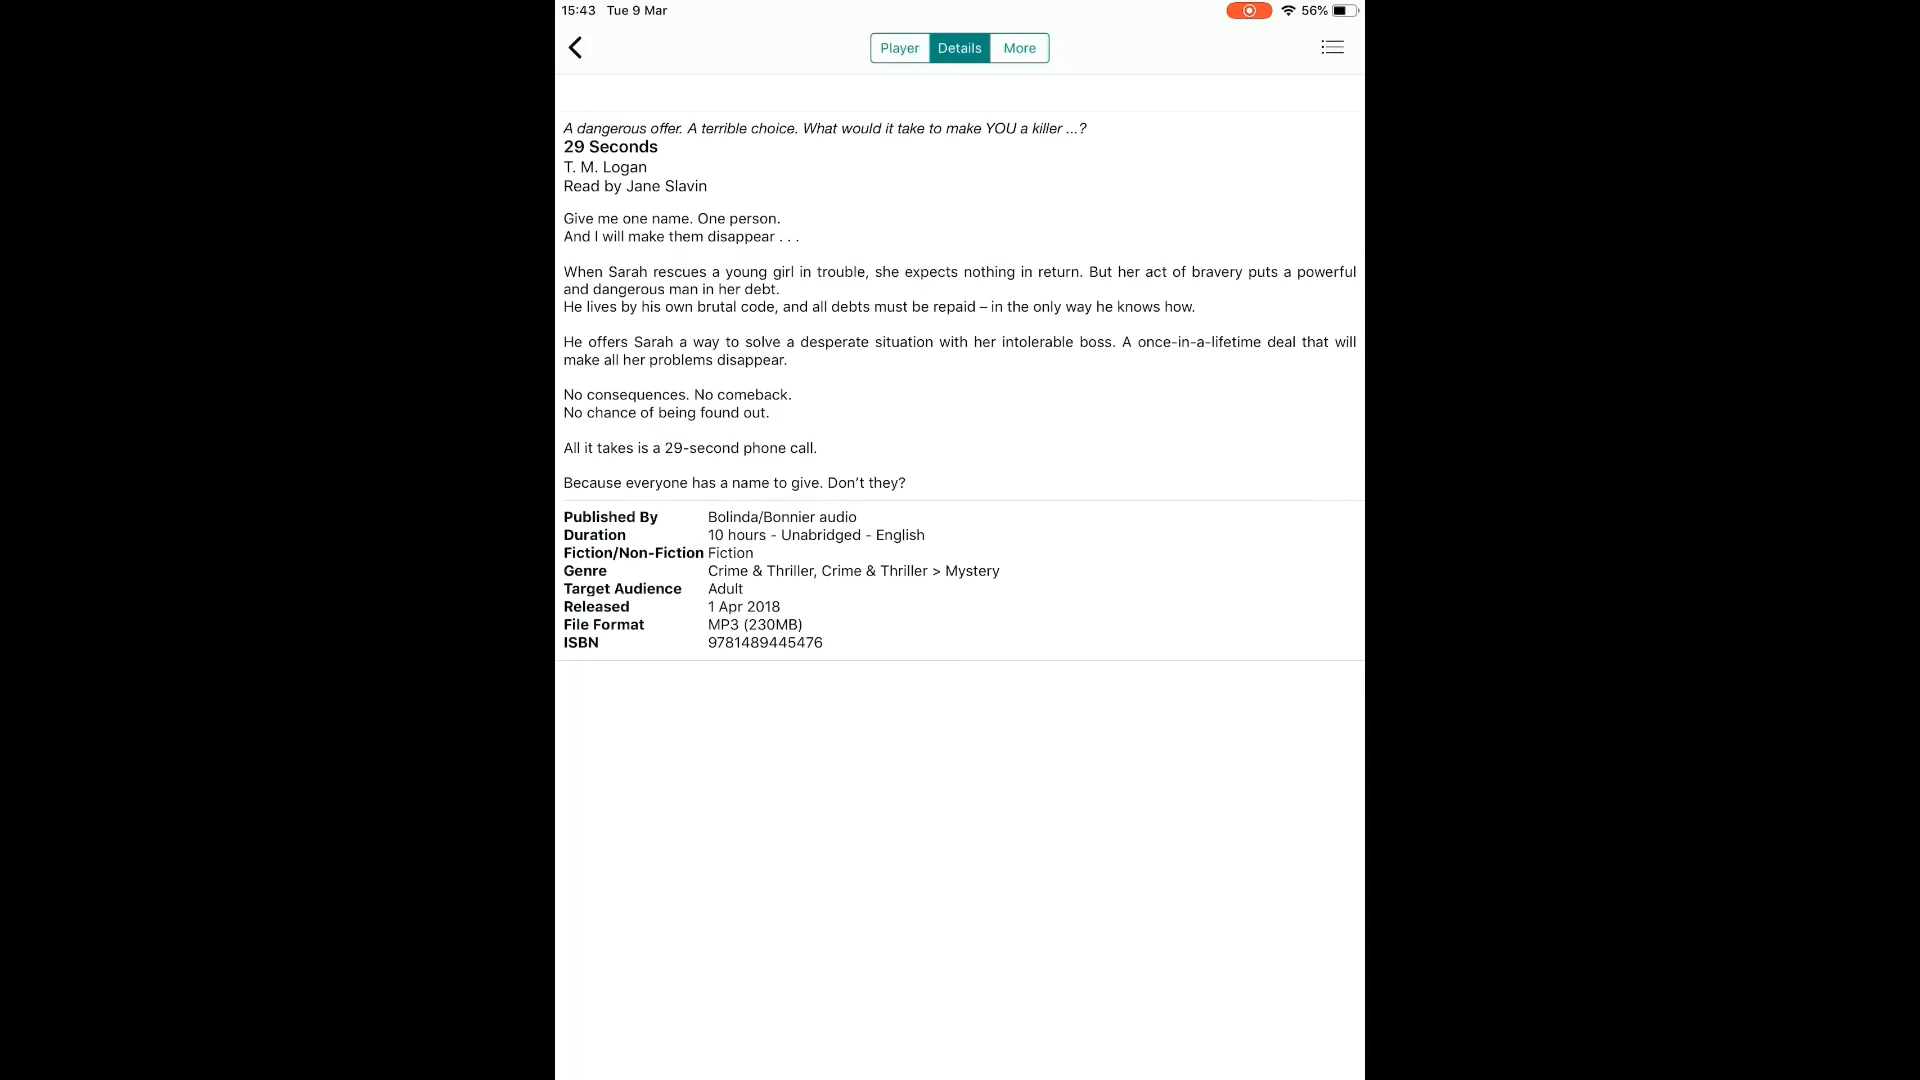 15:43 Tue 9 Mar
56%
Player Details More
A dangerous offer. A terrible choice. What would it take to make YOU a killer ...?
29 Seconds
T. M. Logan
Read by Jane Slavin
Give me one name. One person.
And I will make them disappear . . .
When Sarah rescues a young girl in trouble, she expects nothing in return. But her act of bravery puts a powerful
and dangerous man in her debt.
He lives by his own brutal code, and all debts must be repaid – in the only way he knows how.
He offers Sarah a way to solve a desperate situation with her intolerable boss. A once-in-a-lifetime deal that will
make all her problems disappear.
No consequences. No comeback.
No chance of being found out.
All it takes is a 29-second phone call.
Because everyone has a name to give. Don’t they?
Published By Bolinda/Bonnier audio
Duration 10 hours - Unabridged - English
Fiction/Non-Fiction Fiction
Genre Crime & Thriller, Crime & Thriller > Mystery
Target Audience Adult
Released 1 Apr 2018
File Format MP3 (230MB)
ISBN 9781489445476